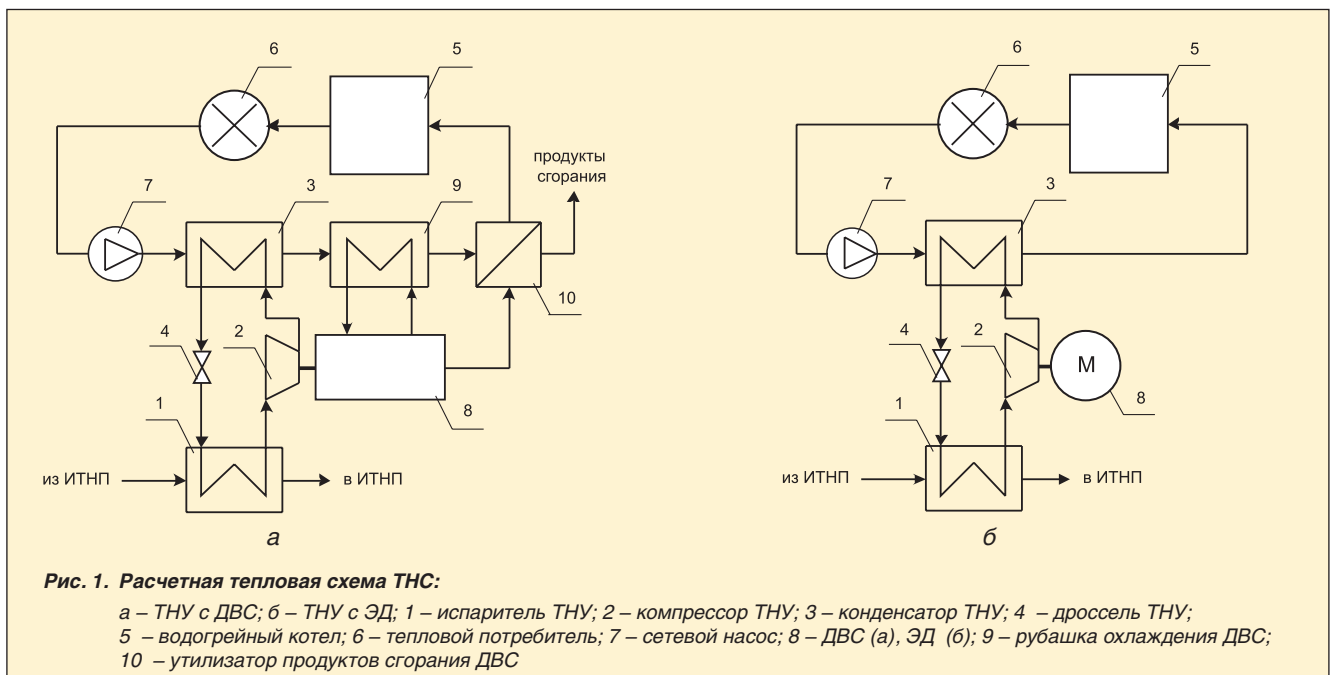 6
5
продукты
сгорания
7
3
9
10
4
2
8
1
из ИТНП
в ИТНП
а
6
5
7
3
4
2
М
8
1
из ИТНП
в ИТНП
б
Рис. 1. Расчетная тепловая схема ТНС:
а – ТНУ с ДВС; б – ТНУ с ЭД; 1 – испаритель ТНУ; 2 – компрессор ТНУ; 3 – конденсатор ТНУ; 4 – дроссель ТНУ;
5 – водогрейный котел; 6 – тепловой потребитель; 7 – сетевой насос; 8 – ДВС (а), ЭД (б); 9 – рубашка охлаждения ДВС;
10 – утилизатор продуктов сгорания ДВС